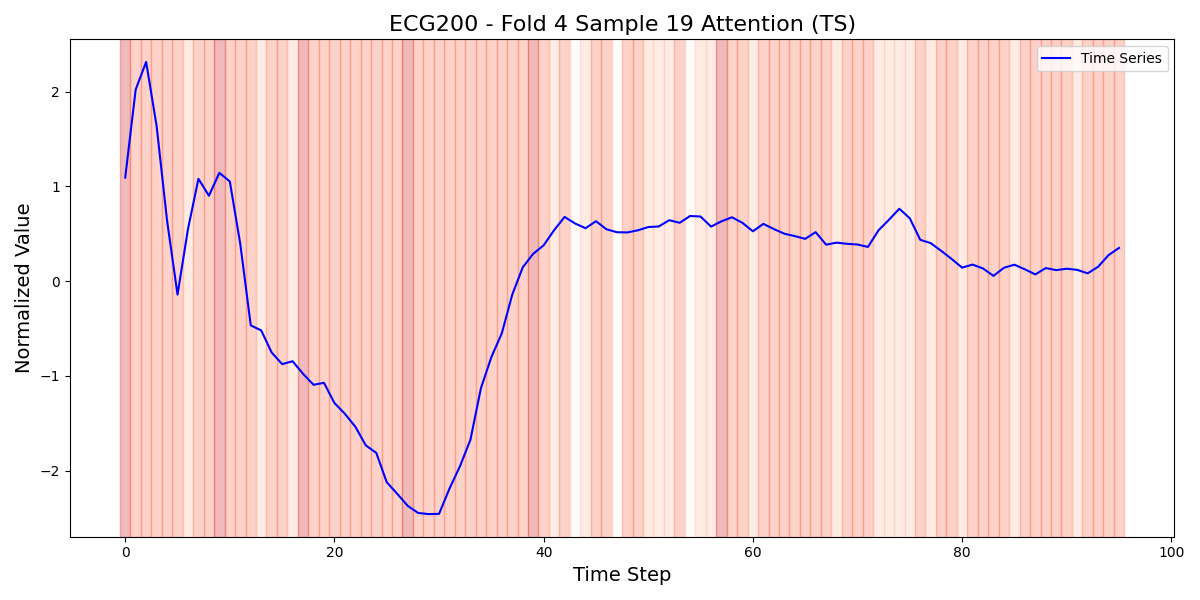 ECG200 - Fold 4 Sample 19 Attention (TS)
Time Series
Normalized Value
2
1
0
−1
−2
0 20 40 60 80 100
Time Step